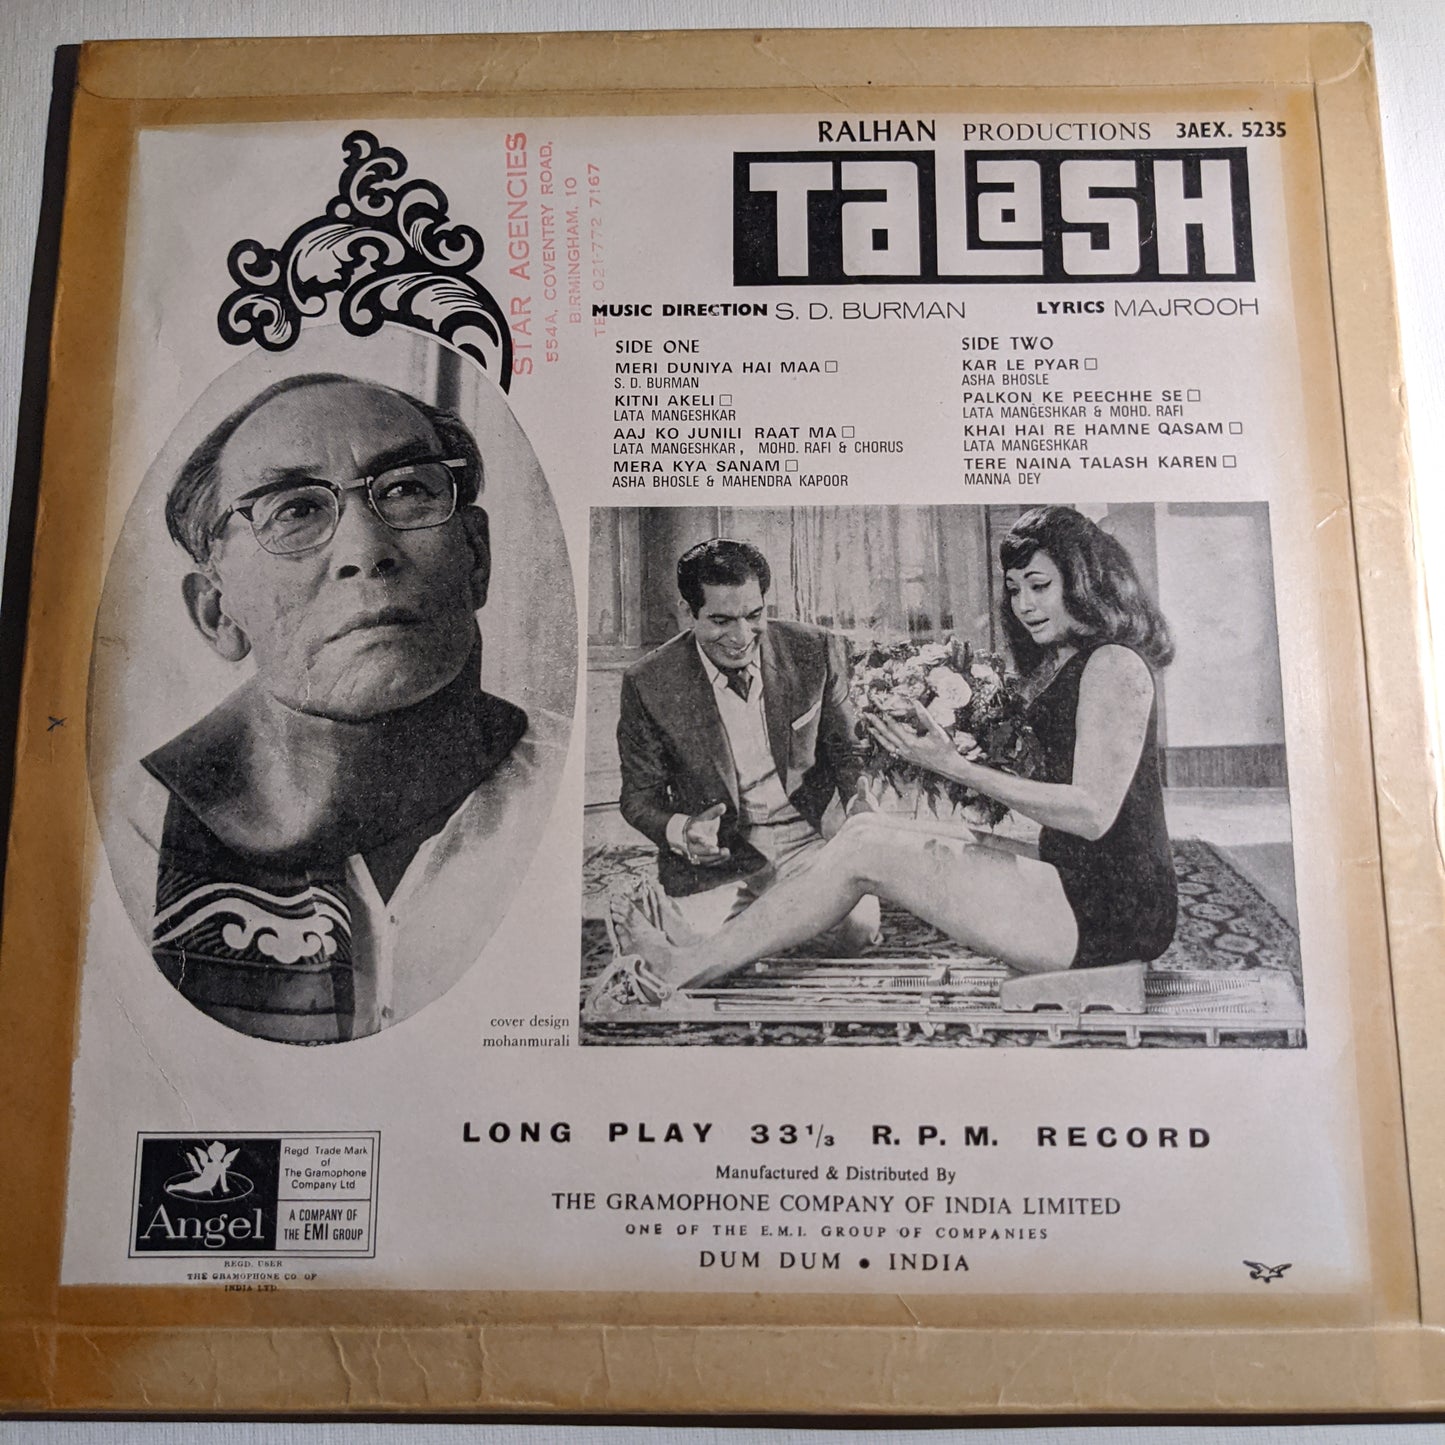 RALHAN PRODUCTIONS 3AEX. 5235
TALASH
STAR AGENCIES
554A, COVENTRY ROAD,
BIRMINGHAM. 10
TE 021-772 7167
MUSIC DIRECTION S. D. BURMAN LYRICS MAJROOH
SIDE ONE
MERI DUNIYA HAI MAA
S. D. BURMAN
KITNI AKELI
LATA MANGESHKAR
AAJ KO JUNILI RAAT MA
LATA MANGESHKAR, MOHD. RAFI & CHORUS
MERA KYA SANAM
ASHA BHOSLE & MAHENDRA KAPOOR
SIDE TWO
KAR LE PYAR
ASHA BHOSLE
PALKON KE PEECHHE SE
LATA MANGESHKAR & MOHD. RAFI
KHAI HAI RE HAMNE QASAM
LATA MANGESHKAR
TERE NAINA TALASH KAREN
MANNA DEY
cover design
mohanmurali
LONG PLAY 33 1/3 R. P. M. RECORD
Manufactured & Distributed By
THE GRAMOPHONE COMPANY OF INDIA LIMITED
ONE OF THE E.M.I. GROUP OF COMPANIES
DUM DUM • INDIA
Angel
Regd Trade Mark
of
The Gramophone
Company Ltd
A COMPANY OF
THE EMI GROUP
REGD. USER
THE GRAMOPHONE CO OF
INDIA LTD.